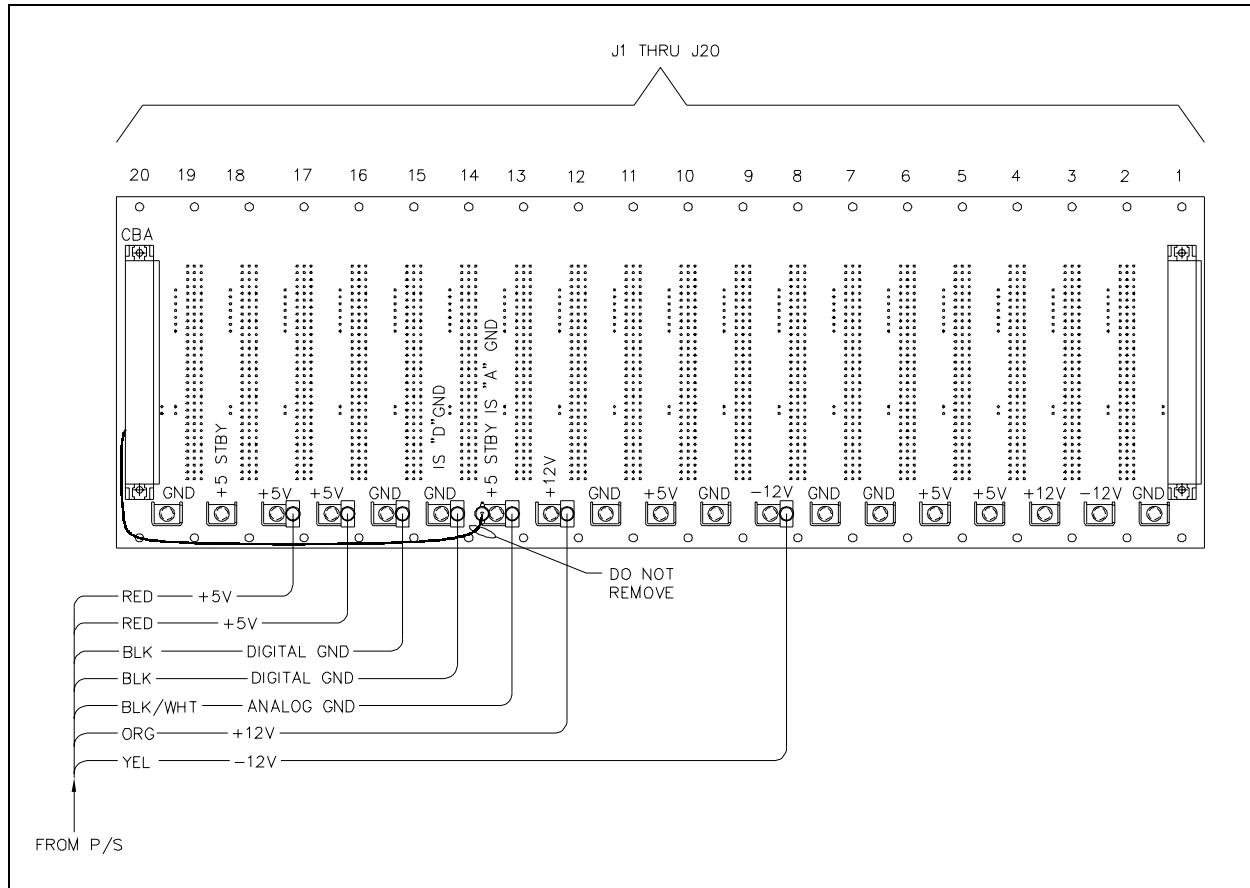 J1 THRU J20
20 19 18 17 16 15 14 13 12 11 10 9 8 7 6 5 4 3 2 1
CBA
+5 STBY
IS "D"GND
+5 STBY IS "A" GND
+12V
GND +5V +5V GND GND GND +5V GND -12V GND GND +5V +5V +12V -12V GND
DO NOT
REMOVE
RED +5V
RED +5V
BLK DIGITAL GND
BLK DIGITAL GND
BLK/WHT ANALOG GND
ORG +12V
YEL -12V
FROM P/S